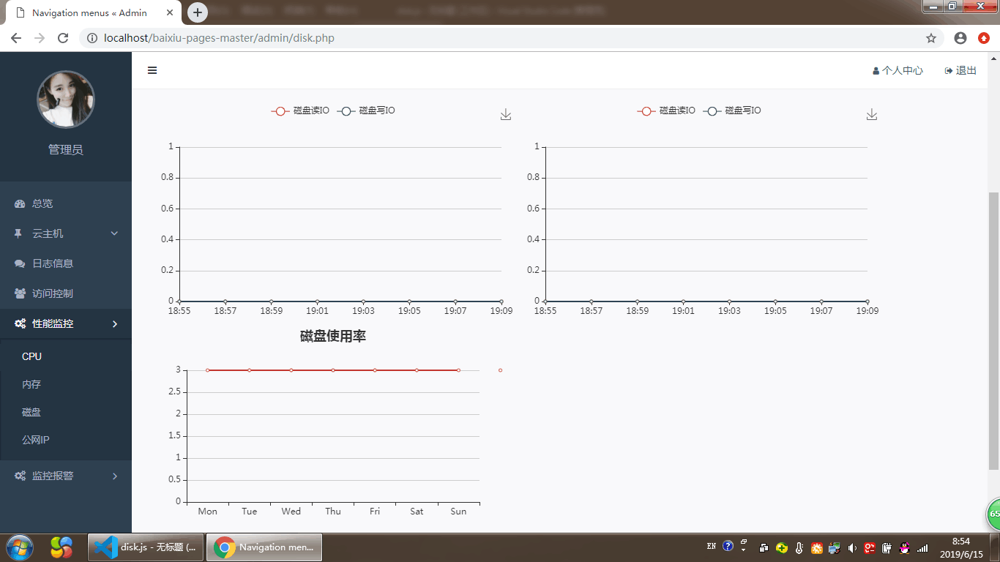 Navigation menus « Admin
localhost/baixiu-pages-master/admin/disk.php
管理员
总览
云主机
日志信息
访问控制
性能监控
CPU
内存
磁盘
公网IP
监控报警
个人中心 退出
磁盘读IO 磁盘写IO
1
0.8
0.6
0.4
0.2
0
18:55 18:57 18:59 19:01 19:03 19:05 19:07 19:09
磁盘读IO 磁盘写IO
1
0.8
0.6
0.4
0.2
0
18:55 18:57 18:59 19:01 19:03 19:05 19:07 19:09
磁盘使用率
3
2.5
2
1.5
1
0.5
0
Mon Tue Wed Thu Fri Sat Sun
65
disk.js - 无标题 (...
Navigation men...
EN
8:54
2019/6/15